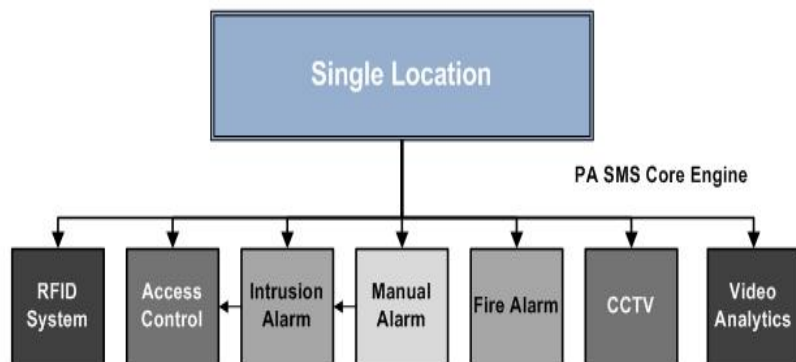 Single Location
PA SMS Core Engine
RFID
System
Access
Control
Intrusion
Alarm
Manual
Alarm
Fire Alarm
CCTV
Video
Analytics